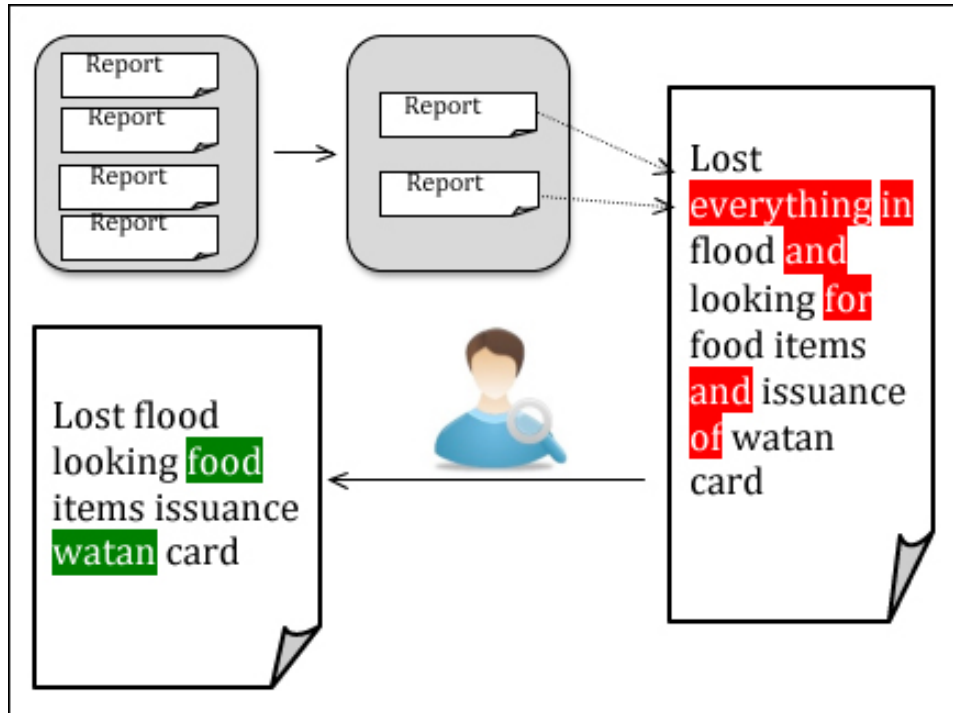 Report
Report
Report
Report
Report
Report
Lost
everything in
flood and
looking for
food items
and issuance
of watan
card
Lost flood
looking food
items issuance
watan card